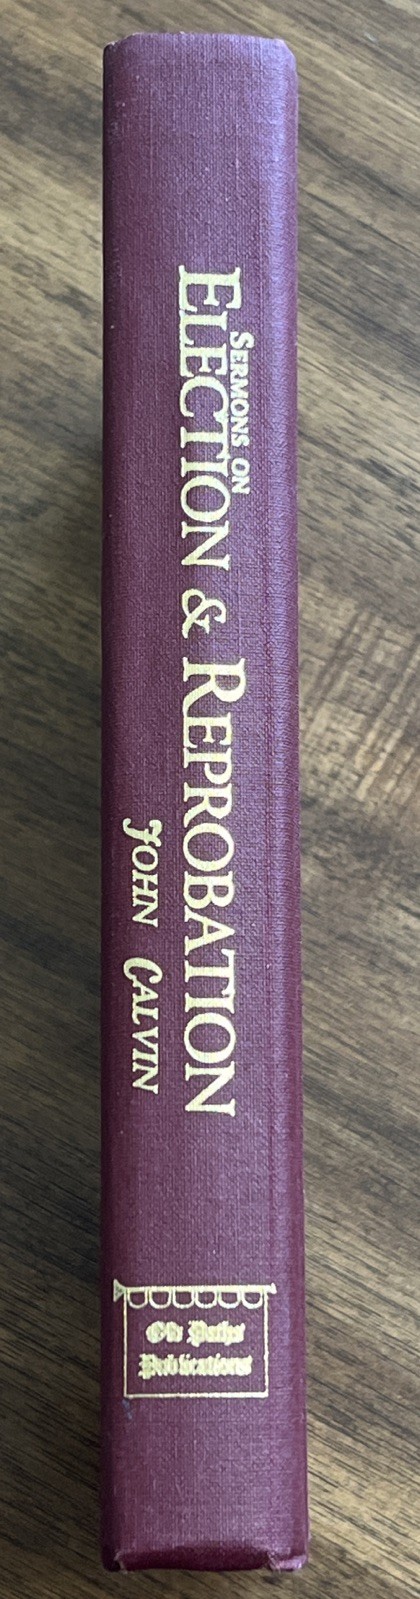 SERMONS ON
ELECTION & REPROBATION
JOHN CALVIN
Old Paths
Publications